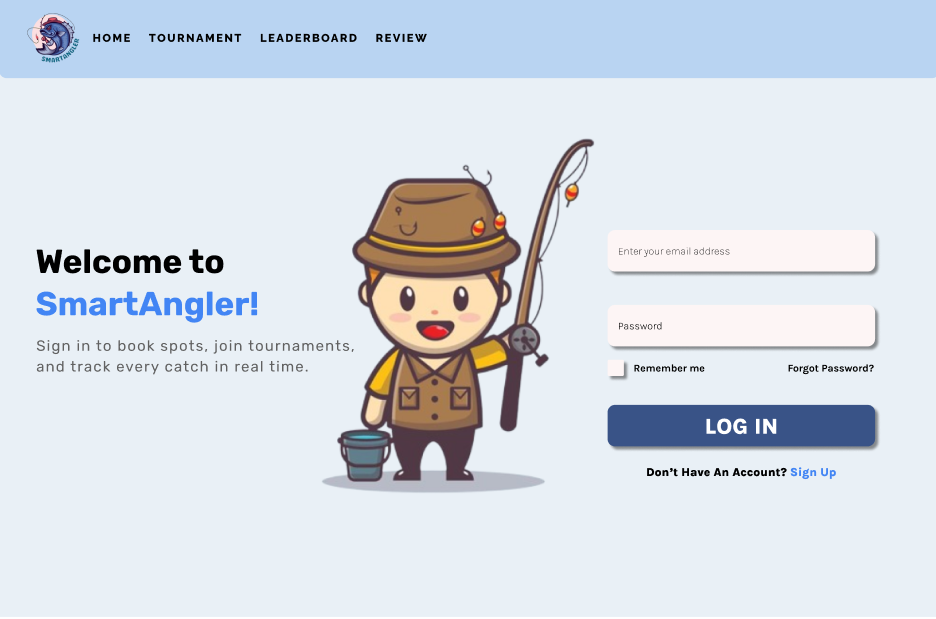 SMARTANGLER
HOME TOURNAMENT LEADERBOARD REVIEW
Welcome to
SmartAngler!
Sign in to book spots, join tournaments,
and track every catch in real time.
Enter your email address
Password
Remember me Forgot Password?
LOG IN
Don’t Have An Account? Sign Up